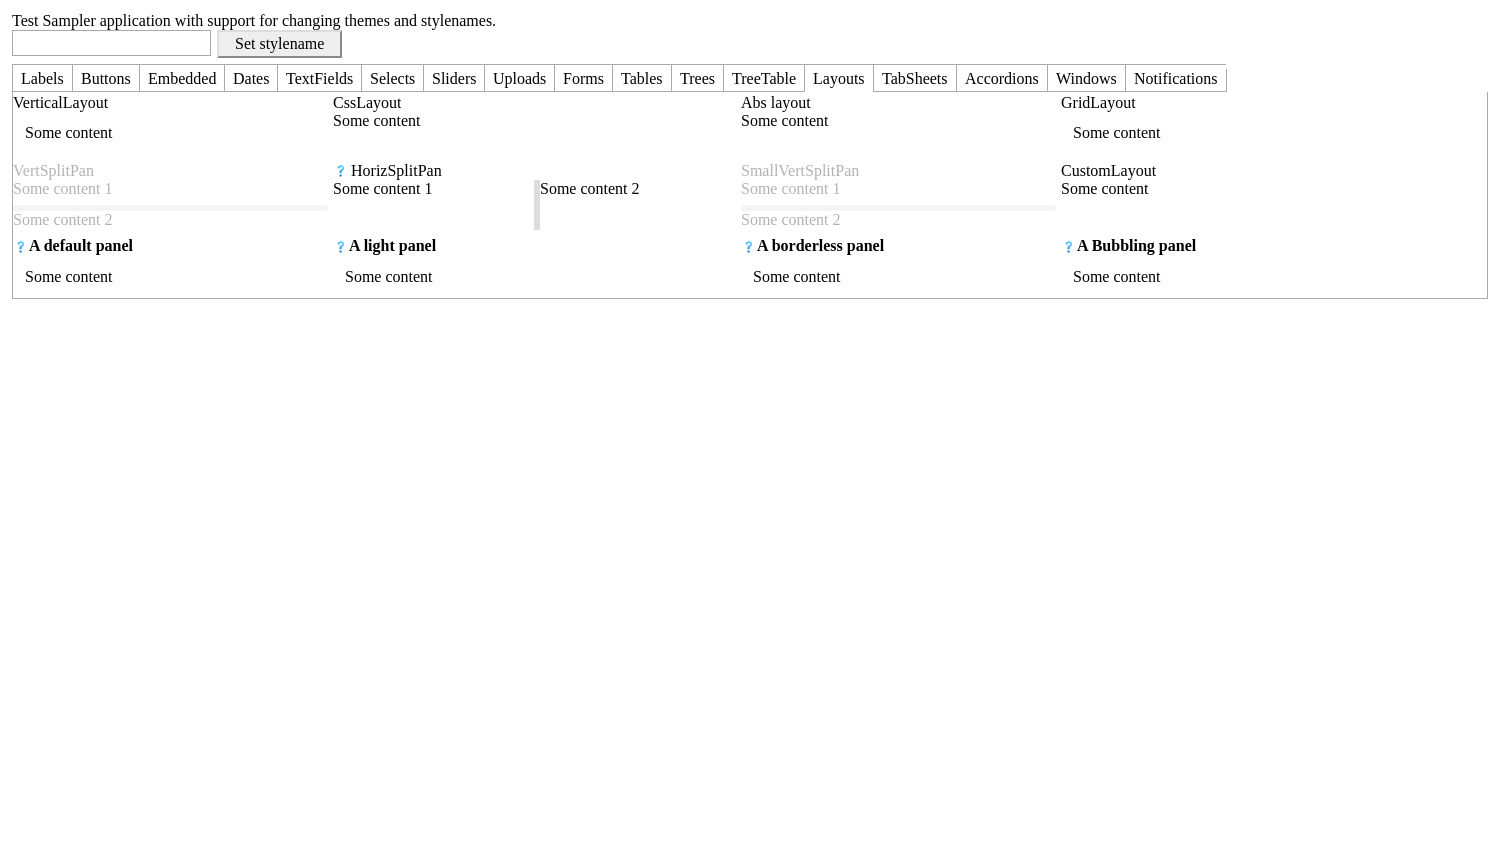 Test Sampler application with support for changing themes and stylenames.
Set stylename
Labels Buttons Embedded Dates TextFields Selects Sliders Uploads Forms Tables Trees TreeTable Layouts TabSheets Accordions Windows Notifications
VerticalLayout CssLayout Abs layout GridLayout
Some content Some content
Some content Some content
VertSplitPan ? HorizSplitPan SmallVertSplitPan CustomLayout
Some content 1 Some content 1 Some content 2 Some content 1 Some content
Some content 2 Some content 2
? A default panel ? A light panel ? A borderless panel ? A Bubbling panel
Some content Some content Some content Some content